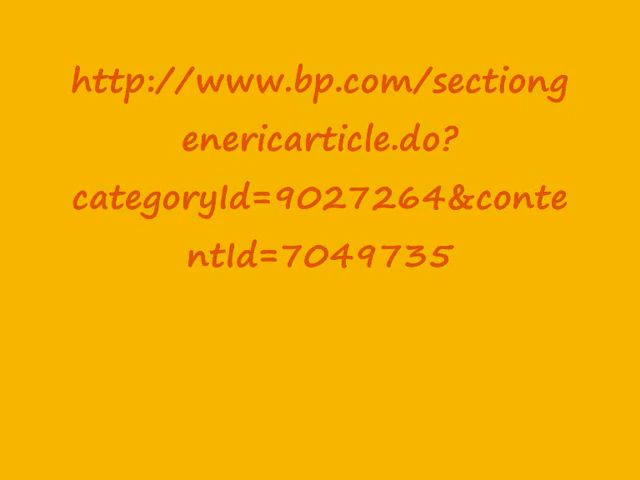 http://www.bp.com/sectiong
enericarticle.do?
categoryId=9027264&conte
ntId=7049735